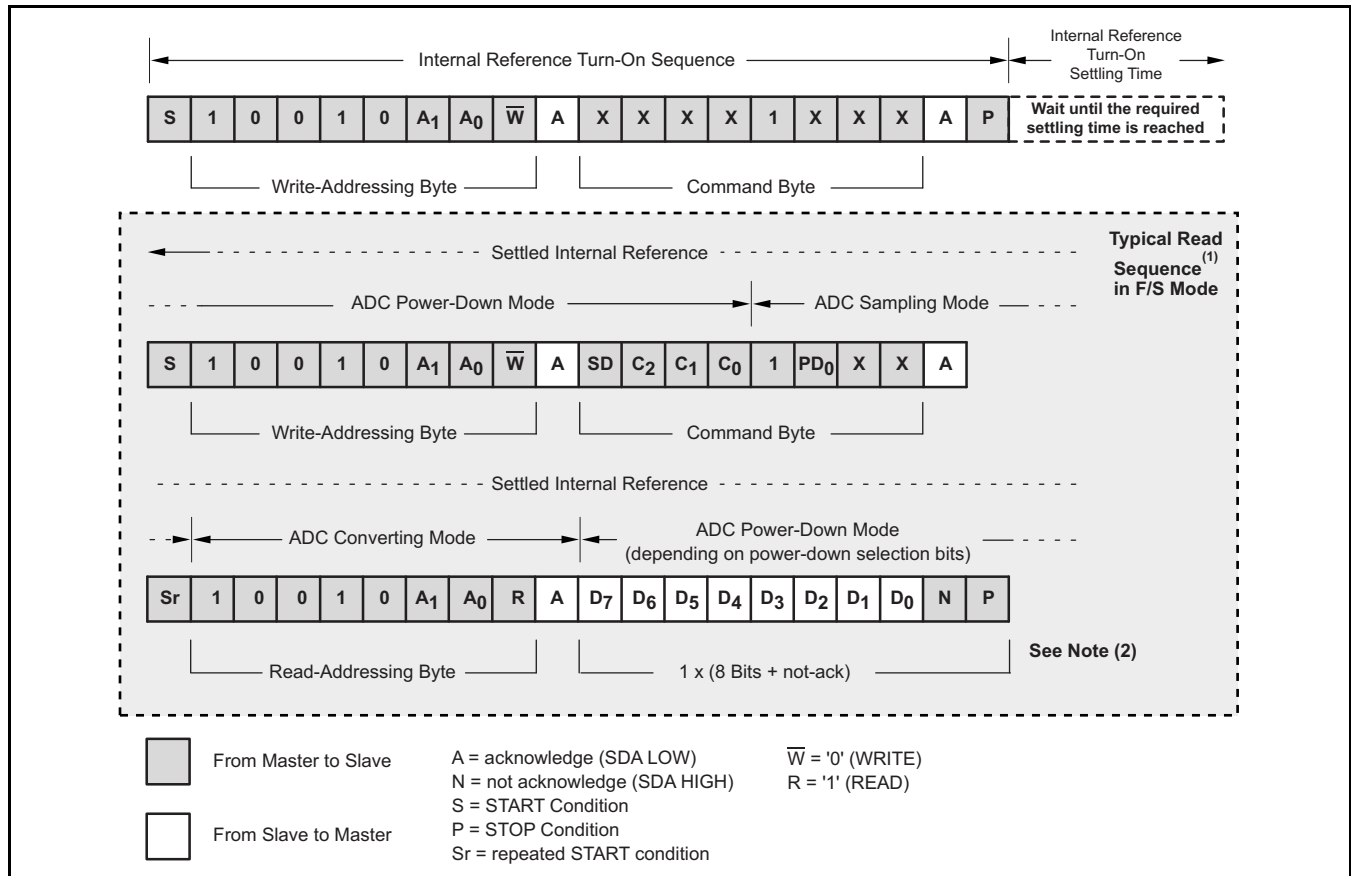 Internal Reference Turn-On Sequence
Internal Reference
Turn-On
Settling Time
S 1 0 0 1 0 A1 A0 W̅ A X X X X 1 X X X A P
Wait until the required
settling time is reached
Write-Addressing Byte
Command Byte
Settled Internal Reference
Typical Read
Sequence(1)
in F/S Mode
ADC Power-Down Mode
ADC Sampling Mode
S 1 0 0 1 0 A1 A0 W̅ A SD C2 C1 C0 1 PD0 X X A
Write-Addressing Byte
Command Byte
Settled Internal Reference
ADC Converting Mode
ADC Power-Down Mode
(depending on power-down selection bits)
Sr 1 0 0 1 0 A1 A0 R A D7 D6 D5 D4 D3 D2 D1 D0 N P
Read-Addressing Byte
1 x (8 Bits + not-ack)
See Note (2)
From Master to Slave
From Slave to Master
A = acknowledge (SDA LOW)
N = not acknowledge (SDA HIGH)
S = START Condition
P = STOP Condition
Sr = repeated START condition
W̅ = '0' (WRITE)
R = '1' (READ)